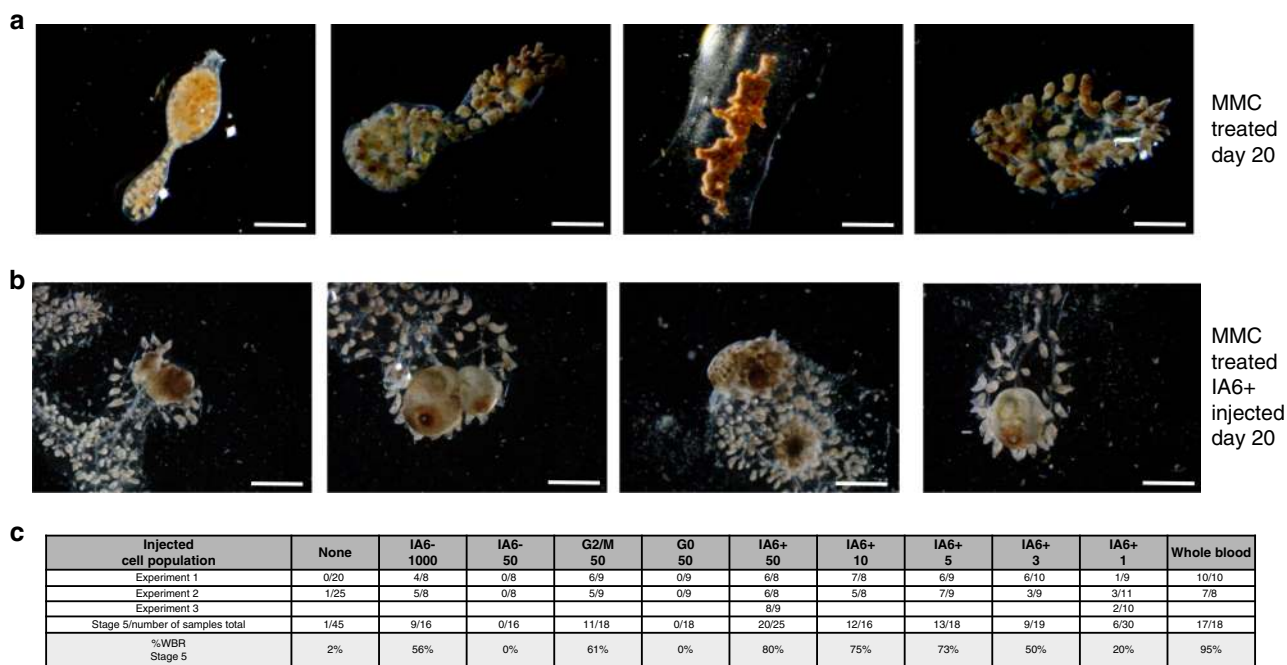 a
MMC
treated
day 20
b
MMC
treated
IA6+
injected
day 20
c
Injected cell population None IA6- 1000 IA6- 50 G2/M 50 G0 50 IA6+ 50 IA6+ 10 IA6+ 5 IA6+ 3 IA6+ 1 Whole blood
Experiment 1 0/20 4/8 0/8 6/9 0/9 6/8 7/8 6/9 6/10 1/9 10/10
Experiment 2 1/25 5/8 0/8 5/9 0/9 6/8 5/8 7/9 3/9 3/11 7/8
Experiment 3 8/9 2/10
Stage 5/number of samples total 1/45 9/16 0/16 11/18 0/18 20/25 12/16 13/18 9/19 6/30 17/18
%WBR Stage 5 2% 56% 0% 61% 0% 80% 75% 73% 50% 20% 95%